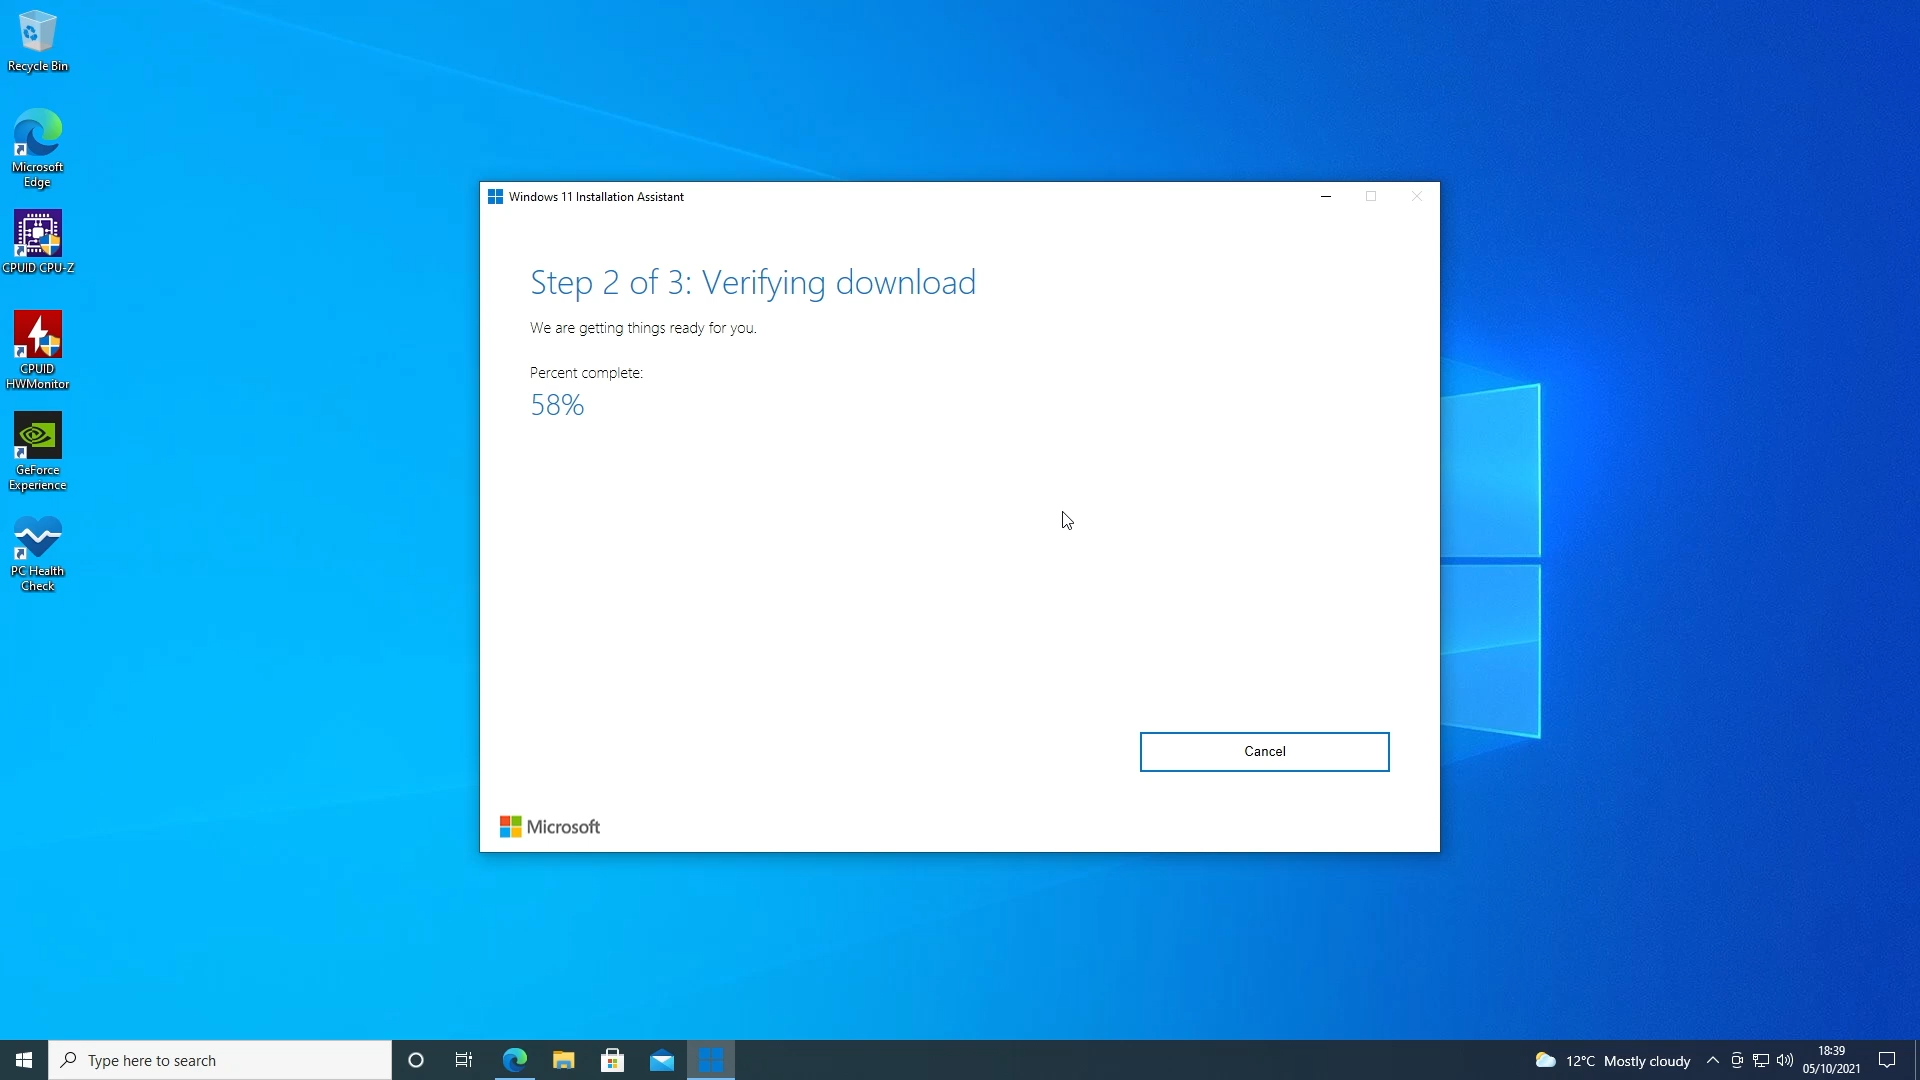 Recycle Bin
Microsoft
Edge
CPUID CPU-Z
CPUID
HWMonitor
GeForce
Experience
PC Health
Check
Windows 11 Installation Assistant
Step 2 of 3: Verifying download
We are getting things ready for you.
Percent complete:
58%
Cancel
Microsoft
Type here to search
12°C Mostly cloudy
18:39
05/10/2021